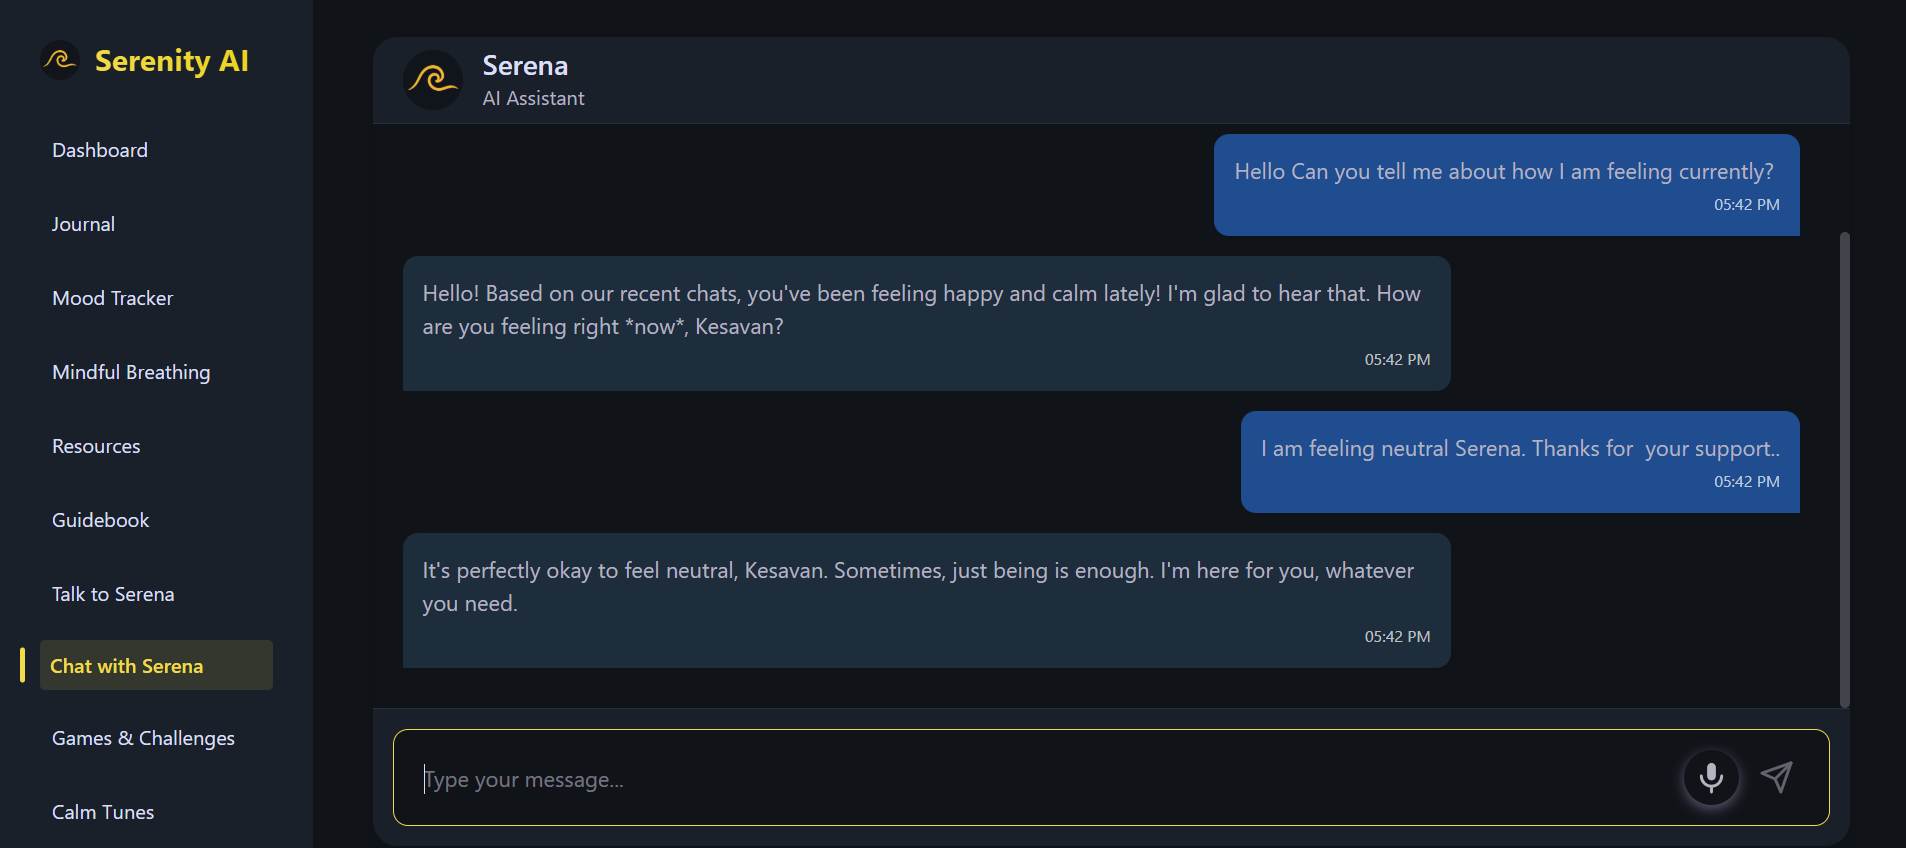 Serenity AI
Dashboard
Journal
Mood Tracker
Mindful Breathing
Resources
Guidebook
Talk to Serena
Chat with Serena
Games & Challenges
Calm Tunes
Serena
AI Assistant
Hello Can you tell me about how I am feeling currently?
05:42 PM
Hello! Based on our recent chats, you've been feeling happy and calm lately! I'm glad to hear that. How
are you feeling right *now*, Kesavan?
05:42 PM
I am feeling neutral Serena. Thanks for  your support..
05:42 PM
It's perfectly okay to feel neutral, Kesavan. Sometimes, just being is enough. I'm here for you, whatever
you need.
05:42 PM
Type your message...